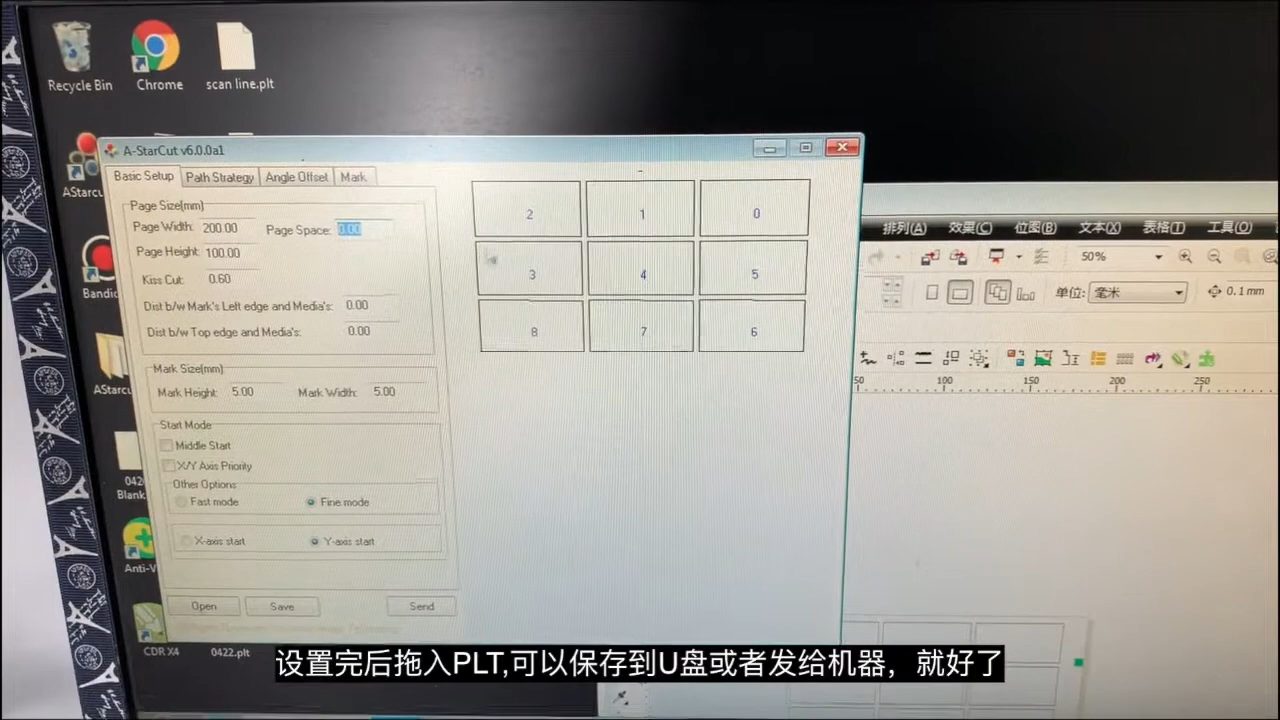 Recycle Bin
Chrome
scan line.plt
A-StarCut v6.0.0a1
Basic Setup
Path Strategy
Angle Offset
Mark
Page Size(mm)
Page Width: 200.00
Page Space: 0.00
Page Height: 100.00
Kiss Cut: 0.60
Dist b/w Mark's Left edge and Media's: 0.00
Dist b/w Top edge and Media's: 0.00
Mark Size(mm)
Mark Height: 5.00
Mark Width: 5.00
Start Mode
Middle Start
X/Y Axis Priority
Other Options
Fast mode
Fine mode
X-axis start
Y-axis start
Open
Save
Send
2 1 0
3 4 5
8 7 6
AStarcu
Bandic
AStarcu
042
Blank
Anti-V
CDR X4
0422.plt
排列(A) 效果(C) 位图(B) 文本(X) 表格(T) 工具(O)
50%
单位: 毫米
0.1 mm
50 100 150 200 250
设置完后拖入PLT,可以保存到U盘或者发给机器，就好了